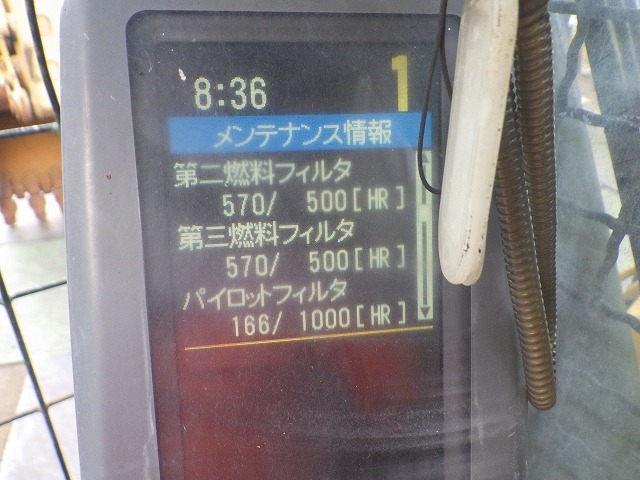 8:36
1
メンテナンス情報
第二燃料フィルタ
570/ 500[HR]
第三燃料フィルタ
570/ 500[HR]
パイロットフィルタ
166/ 1000[HR]